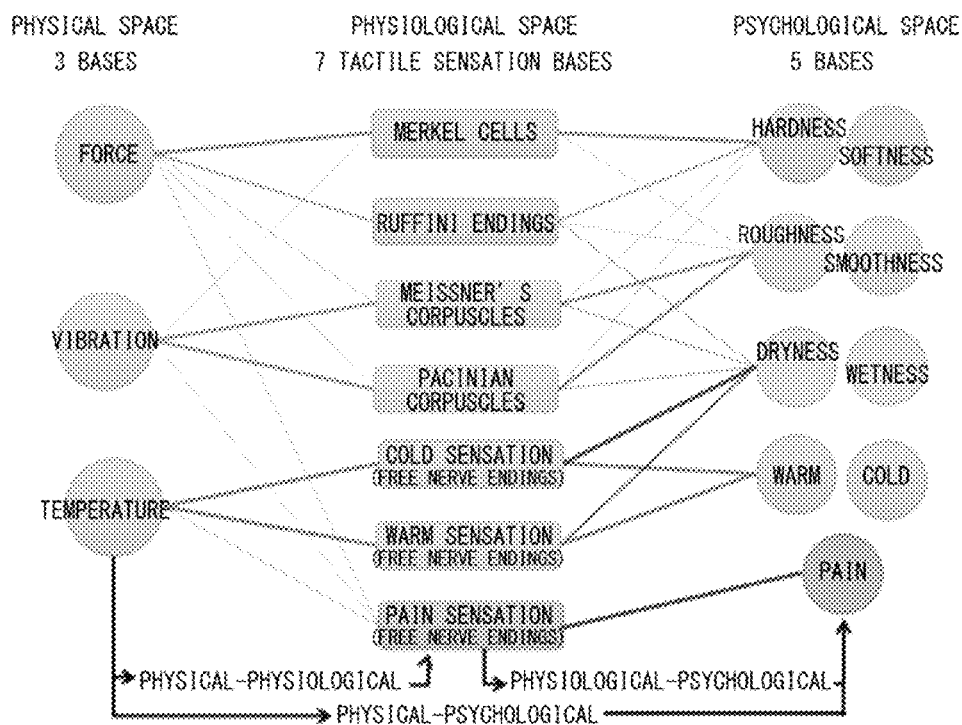 PHYSICAL SPACE
3 BASES
PHYSIOLOGICAL SPACE
7 TACTILE SENSATION BASES
PSYCHOLOGICAL SPACE
5 BASES
FORCE
VIBRATION
TEMPERATURE
MERKEL CELLS
RUFFINI ENDINGS
MEISSNER'S
CORPUSCLES
PACINIAN
CORPUSCLES
COLD SENSATION
(FREE NERVE ENDINGS)
WARM SENSATION
(FREE NERVE ENDINGS)
PAIN SENSATION
(FREE NERVE ENDINGS)
HARDNESS
SOFTNESS
ROUGHNESS
SMOOTHNESS
DRYNESS
WETNESS
WARM
COLD
PAIN
PHYSICAL-PHYSIOLOGICAL
PHYSIOLOGICAL-PSYCHOLOGICAL
PHYSICAL-PSYCHOLOGICAL